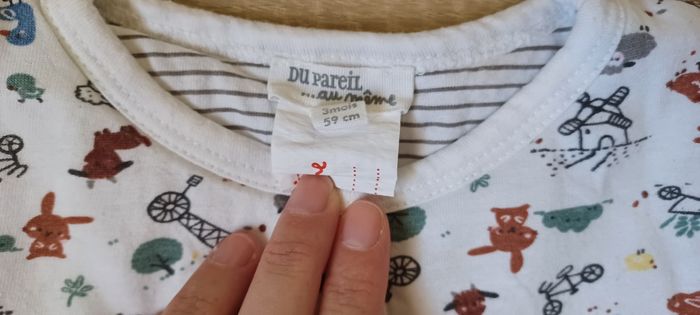 DU PAREIL
...au même
3mois
59 cm